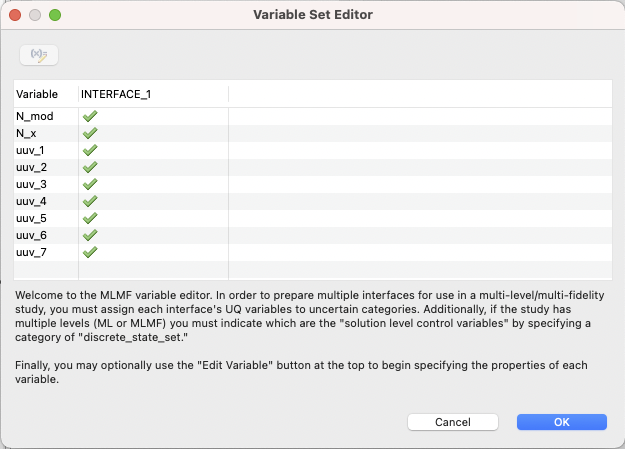 Variable Set Editor
Variable INTERFACE_1
N_mod
N_x
uuv_1
uuv_2
uuv_3
uuv_4
uuv_5
uuv_6
uuv_7
Welcome to the MLMF variable editor. In order to prepare multiple interfaces for use in a multi-level/multi-fidelity
study, you must assign each interface's UQ variables to uncertain categories. Additionally, if the study has
multiple levels (ML or MLMF) you must indicate which are the "solution level control variables" by specifying a
category of "discrete_state_set."
Finally, you may optionally use the "Edit Variable" button at the top to begin specifying the properties of each
variable.
Cancel OK